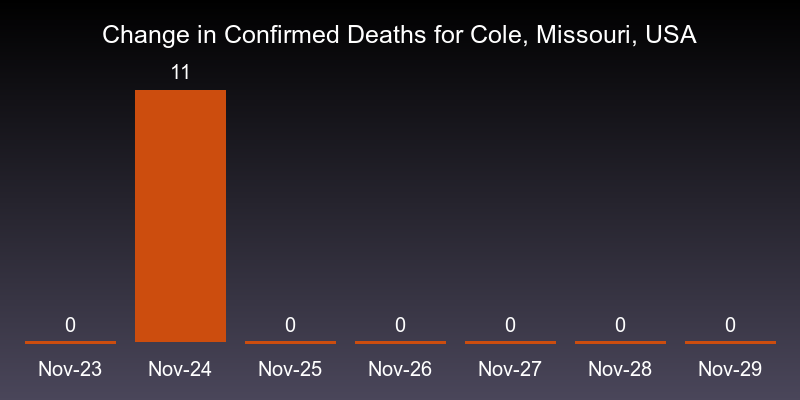 Change in Confirmed Deaths for Cole, Missouri, USA
11
0 0 0 0 0 0
Nov-23 Nov-24 Nov-25 Nov-26 Nov-27 Nov-28 Nov-29